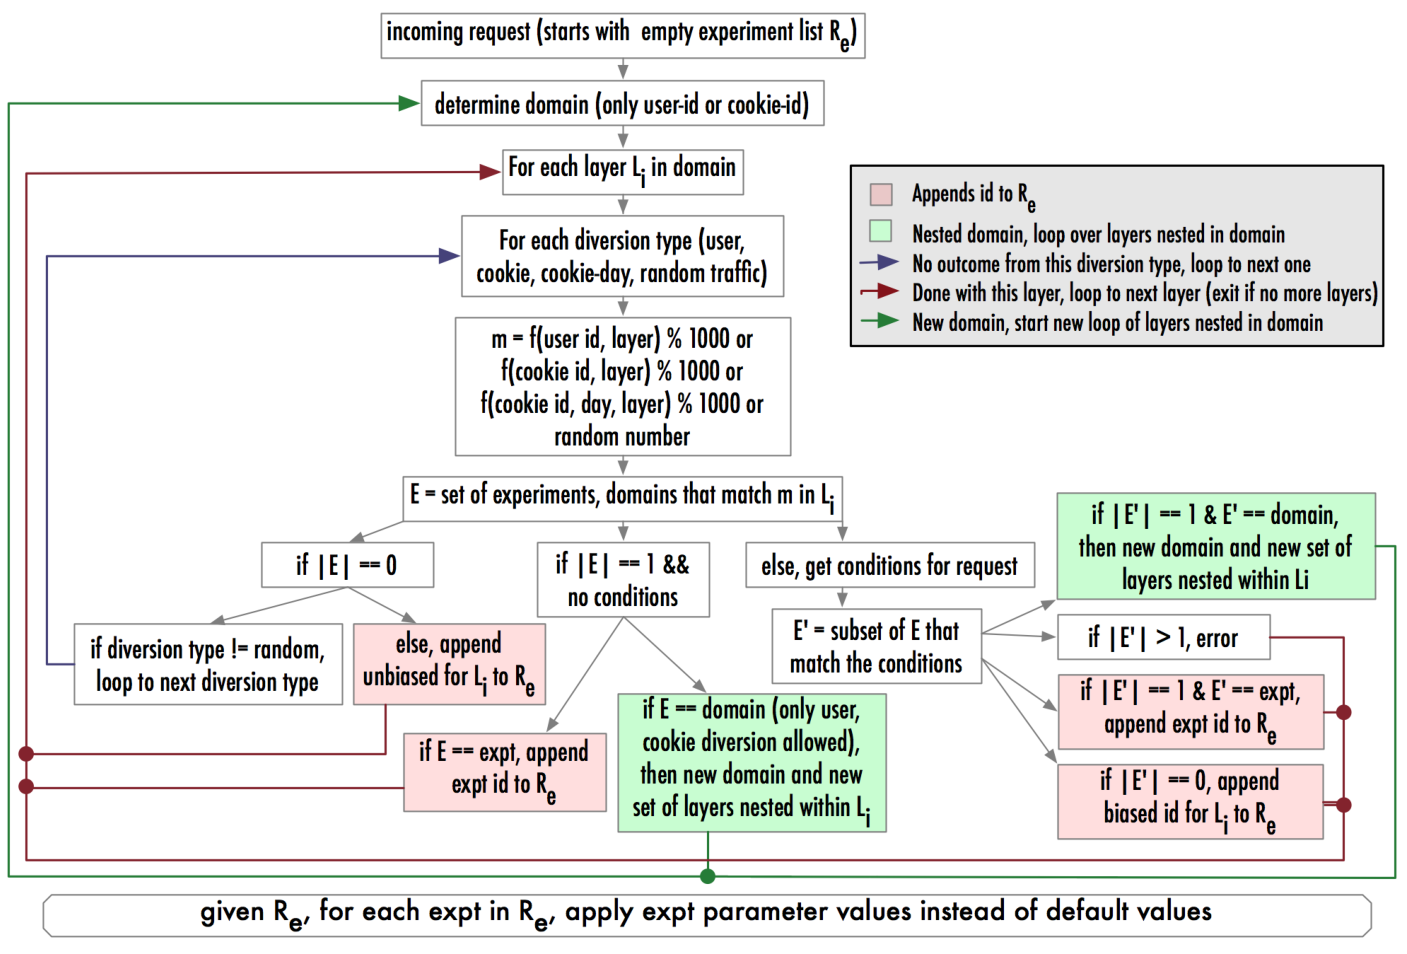 incoming request (starts with empty experiment list Re)
determine domain (only user-id or cookie-id)
For each layer Li in domain
For each diversion type (user,
cookie, cookie-day, random traffic)
m = f(user id, layer) % 1000 or
f(cookie id, layer) % 1000 or
f(cookie id, day, layer) % 1000 or
random number
E = set of experiments, domains that match m in Li
if |E| == 0
if diversion type != random,
loop to next diversion type
else, append
unbiased for Li to Re
if |E| == 1 &&
no conditions
if E == expt, append
expt id to Re
if E == domain (only user,
cookie diversion allowed),
then new domain and new
set of layers nested within Li
else, get conditions for request
E' = subset of E that
match the conditions
if |E'| == 1 & E' == domain,
then new domain and new set of
layers nested within Li
if |E'| > 1, error
if |E'| == 1 & E' == expt,
append expt id to Re
if |E'| == 0, append
biased id for Li to Re
Appends id to Re
Nested domain, loop over layers nested in domain
No outcome from this diversion type, loop to next one
Done with this layer, loop to next layer (exit if no more layers)
New domain, start new loop of layers nested in domain
given Re, for each expt in Re, apply expt parameter values instead of default values